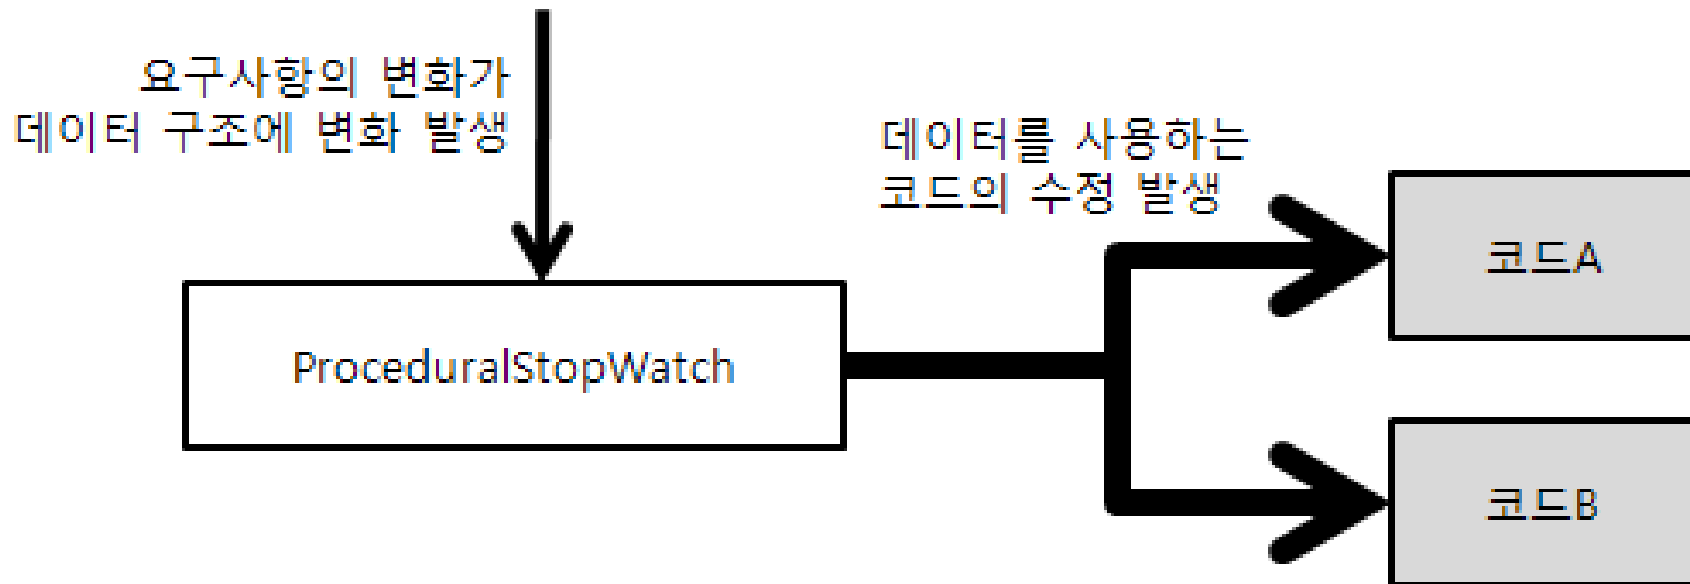 요구사항의 변화가
데이터 구조에 변화 발생
데이터를 사용하는
코드의 수정 발생
코드A
ProceduralStopWatch
코드B